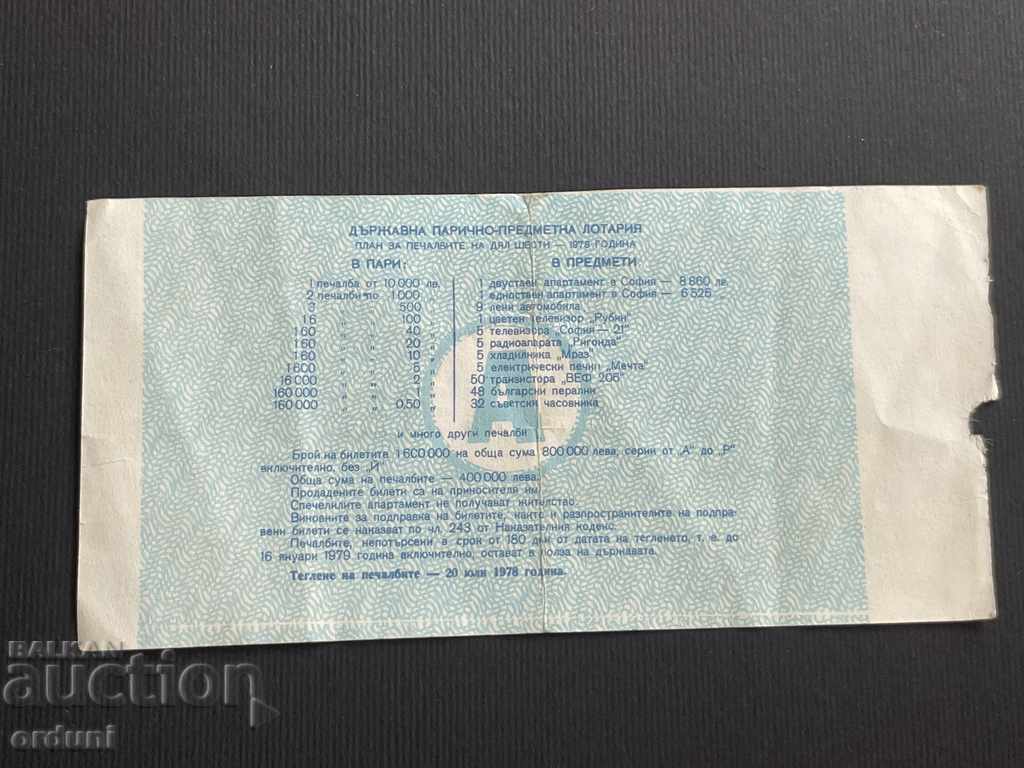 ДЪРЖАВНА ПАРИЧНО-ПРЕДМЕТНА ЛОТАРИЯ
ПЛАН ЗА ПЕЧАЛБИТЕ НА ДЯЛ ШЕСТИ — 1978 ГОДИНА
В ПАРИ:
1 печалба от 10 000 лв.
2 печалби по 1 000 „
3 „ „ 500 „
16 „ „ 100 „
160 „ „ 40 „
160 „ „ 20 „
160 „ „ 10 „
1 600 „ „ 5 „
16 000 „ „ 2 „
160 000 „ „ 1 „
160 000 „ „ 0,50 „
В ПРЕДМЕТИ
1 двустаен апартамент в София — 8 860 лв.
1 едностаен апартамент в София — 6 525 „
9 леки автомобила
1 цветен телевизор „Рубин“
5 телевизора „София — 21“
5 радиоапарата „Ригонда“
5 хладилника „Мраз“
5 електрически печки „Мечта“
50 транзистора „ВЕФ 206“
48 български перални
32 съветски часовника
и много други печалби
Брой на билетите 1 600 000 на обща сума 800 000 лева, серии от „А“ до „Р“
включително, без „Й“
Обща сума на печалбите — 400 000 лева.
Продадените билети са на приносителя им.
Спечелилите апартамент не получават жителство.
Виновните за подправка на билетите, както и разпространителите на подпра-
вени билети се наказват по чл. 243 от Наказателния кодекс.
Печалбите, непотърсени в срок от 180 дни от датата на тегленето, т. е. до
16 януари 1979 година включително, остават в полза на държавата.
Теглене на печалбите — 20 юли 1978 година.
А
BALKAN
auction
orduni